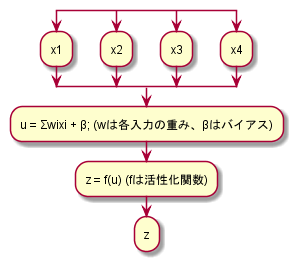 x1 x2 x3 x4
u = Σwixi + β; (wは各入力の重み、βはバイアス)
z = f(u) (fは活性化関数)
z